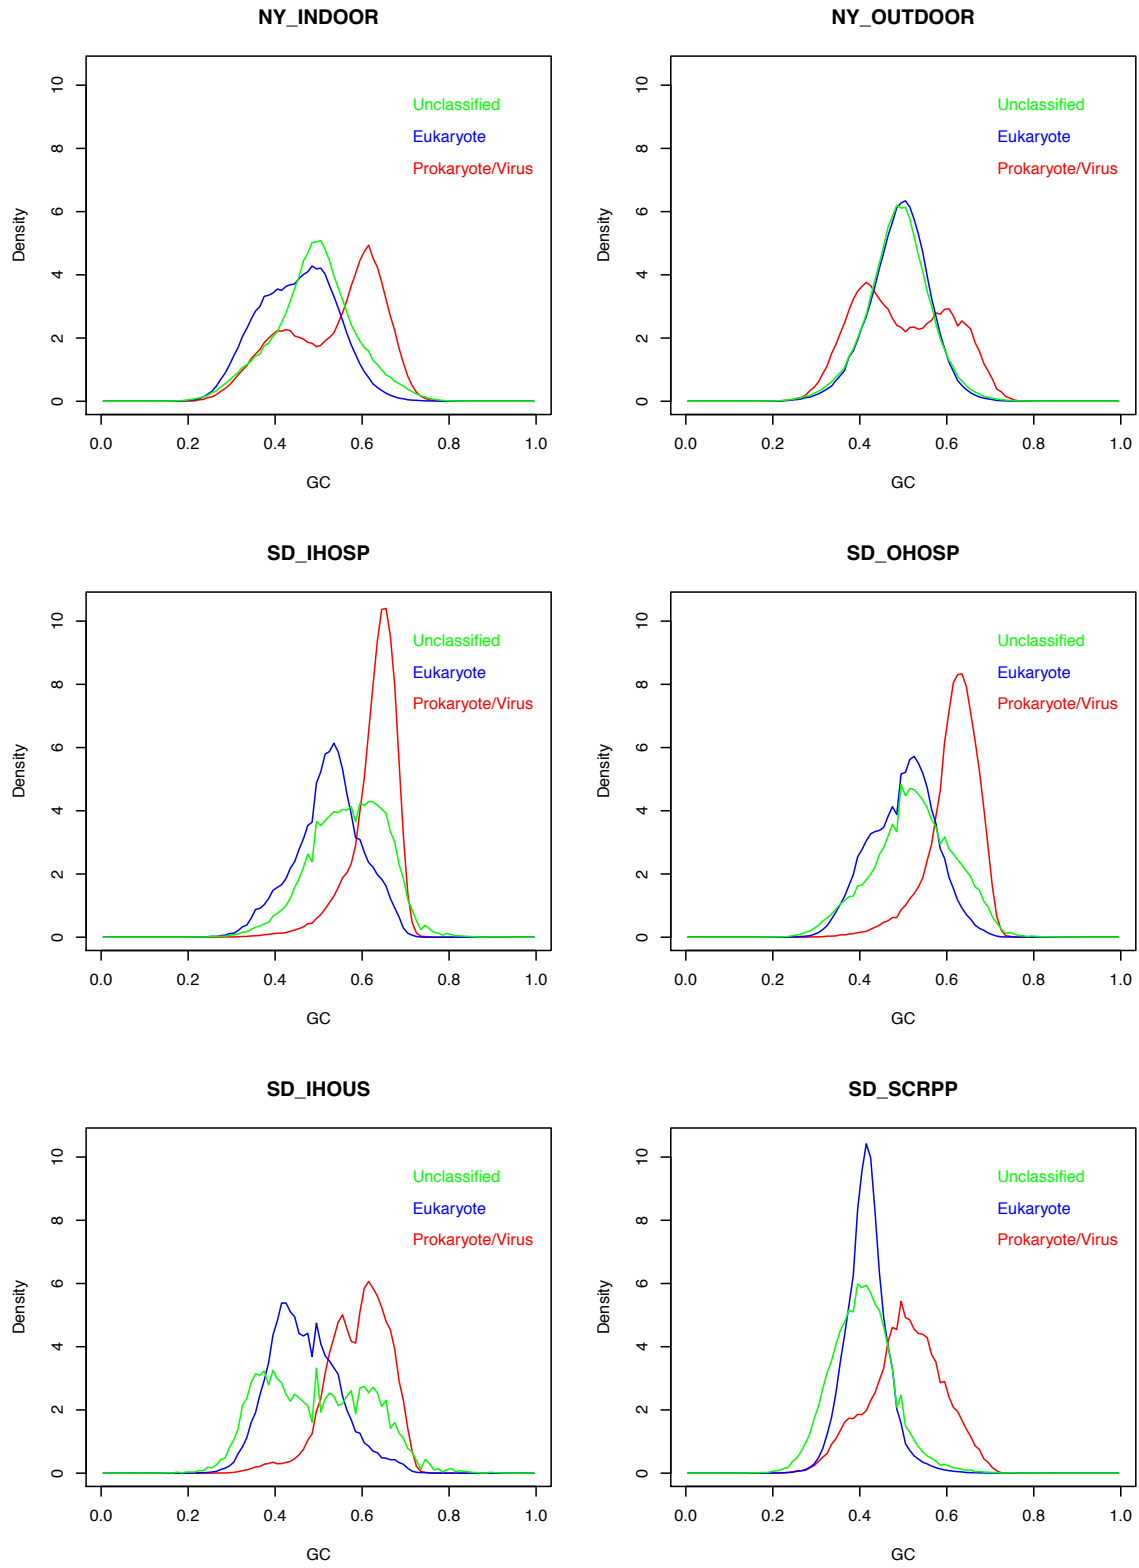 NY_INDOOR
10
8
6
4
2
0
Density
Unclassified
Eukaryote
Prokaryote/Virus
0.0 0.2 0.4 0.6 0.8 1.0
GC
NY_OUTDOOR
10
8
6
4
2
0
Density
Unclassified
Eukaryote
Prokaryote/Virus
0.0 0.2 0.4 0.6 0.8 1.0
GC
SD_IHOSP
10
8
6
4
2
0
Density
Unclassified
Eukaryote
Prokaryote/Virus
0.0 0.2 0.4 0.6 0.8 1.0
GC
SD_OHOSP
10
8
6
4
2
0
Density
Unclassified
Eukaryote
Prokaryote/Virus
0.0 0.2 0.4 0.6 0.8 1.0
GC
SD_IHOUS
10
8
6
4
2
0
Density
Unclassified
Eukaryote
Prokaryote/Virus
0.0 0.2 0.4 0.6 0.8 1.0
GC
SD_SCRPP
10
8
6
4
2
0
Density
Unclassified
Eukaryote
Prokaryote/Virus
0.0 0.2 0.4 0.6 0.8 1.0
GC